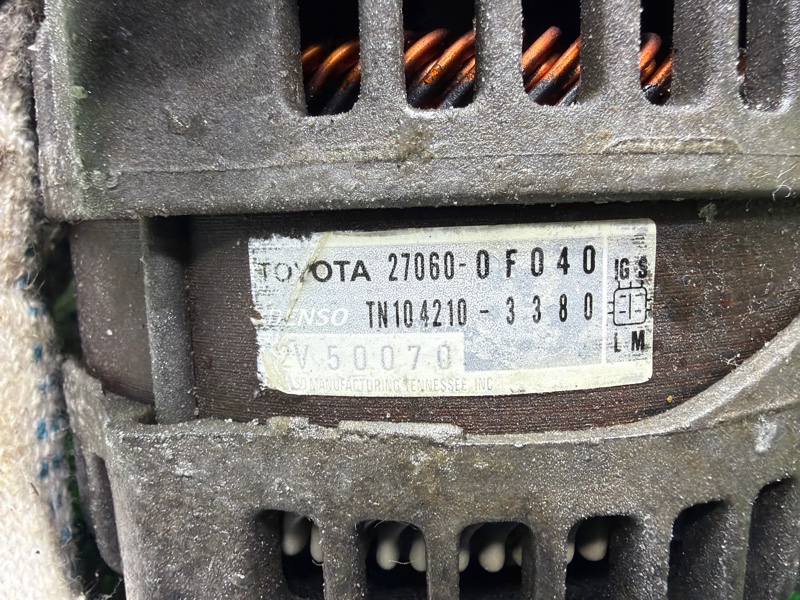 TOYOTA 27060-0F040
IG S
DENSO TN104210-3380
2V 50070
L M
MANUFACTURING TENNESSEE, INC